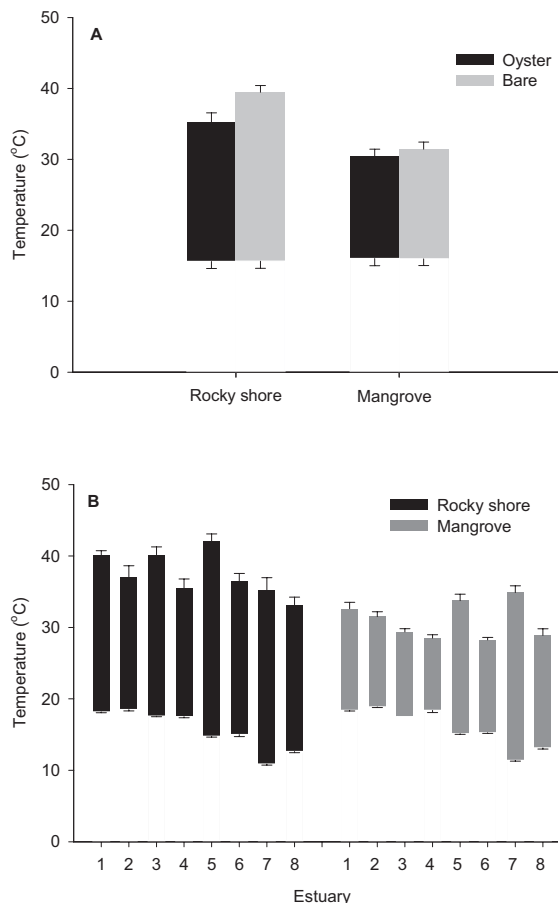 50
A
Oyster
Bare
40
30
20
10
0
Temperature (°C)
Rocky shore Mangrove
50
B
Rocky shore
Mangrove
40
30
20
10
0
Temperature (°C)
1 2 3 4 5 6 7 8 1 2 3 4 5 6 7 8
Estuary